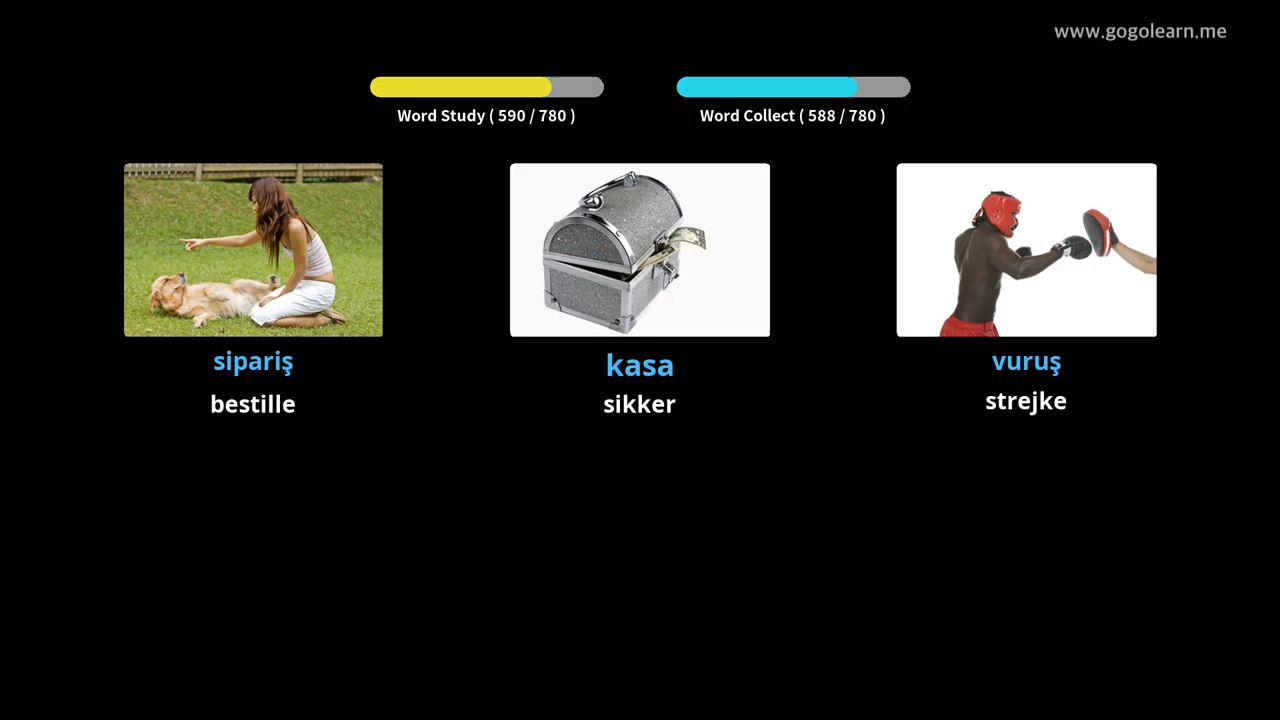 www.gogolearn.me
Word Study ( 590 / 780 )
Word Collect ( 588 / 780 )
sipariş
kasa
vuruş
bestille
sikker
strejke